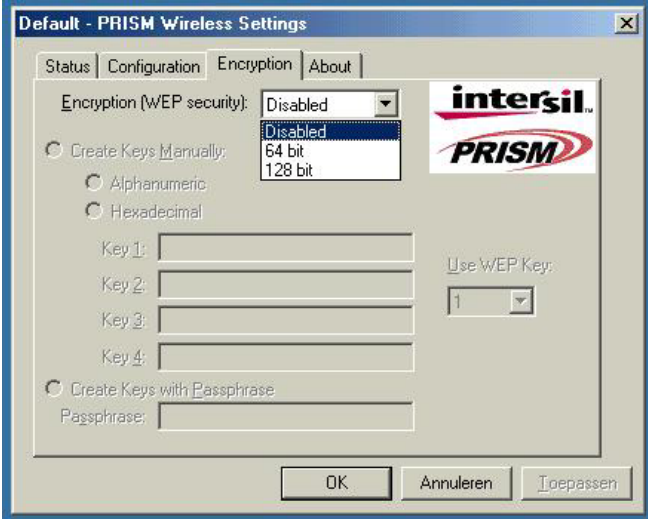 Default - PRISM Wireless Settings
Status Configuration Encryption About
Encryption (WEP security): Disabled
Disabled
64 bit
128 bit
intersil
PRISM
Create Keys Manually:
Alphanumeric
Hexadecimal
Key 1:
Key 2:
Key 3:
Key 4:
Use WEP Key:
1
Create Keys with Passphrase
Passphrase:
OK Annuleren Toepassen